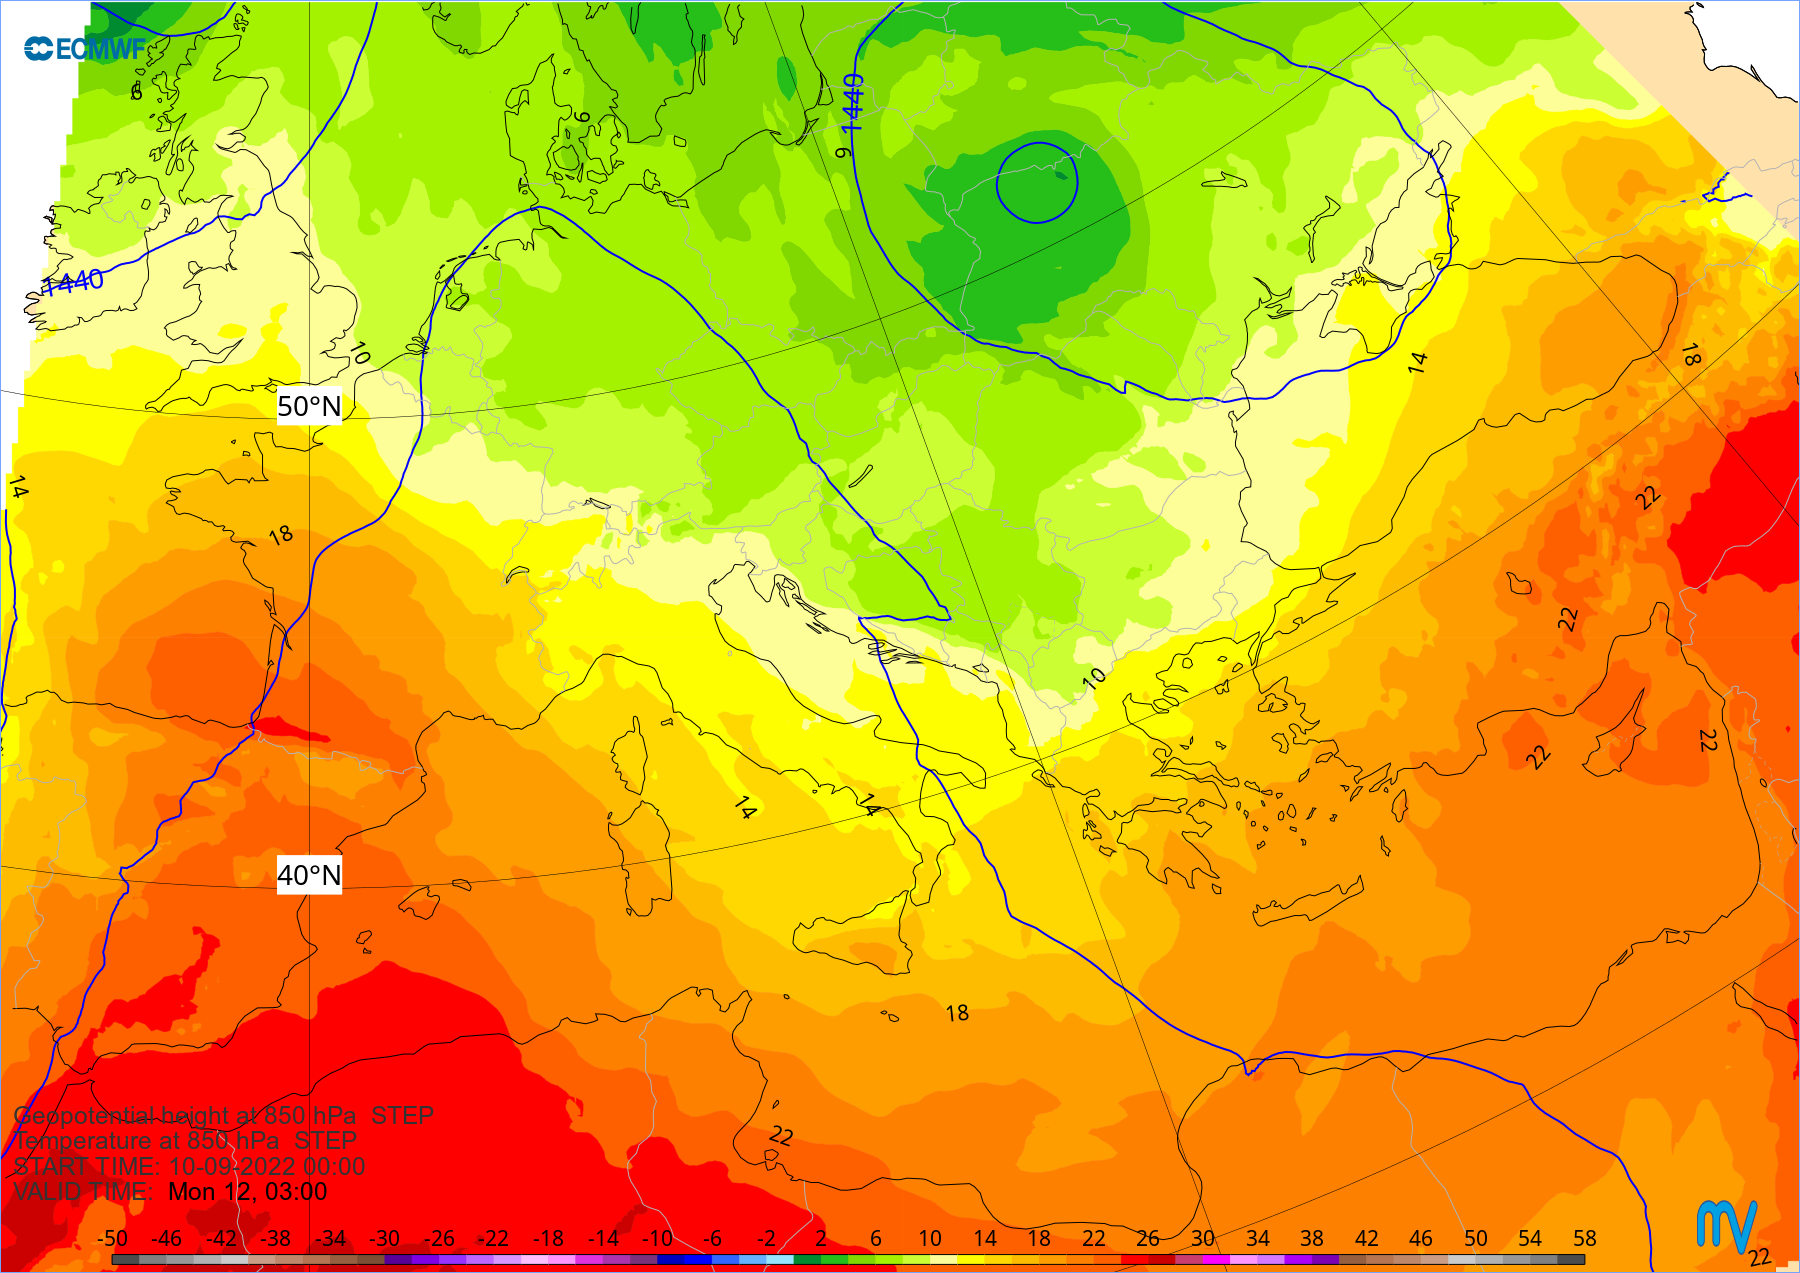 ECMWF
6
6
1440
6
1440
10
14
18
14
18
50°N
22
22
10
22
22
14
14
40°N
18
22
Geopotential height at 850 hPa  STEP
Temperature at 850 hPa  STEP
START TIME: 10-09-2022 00:00
VALID TIME:  Mon 12, 03:00
-50 -46 -42 -38 -34 -30 -26 -22 -18 -14 -10 -6 -2 2 6 10 14 18 22 26 30 34 38 42 46 50 54 58
22